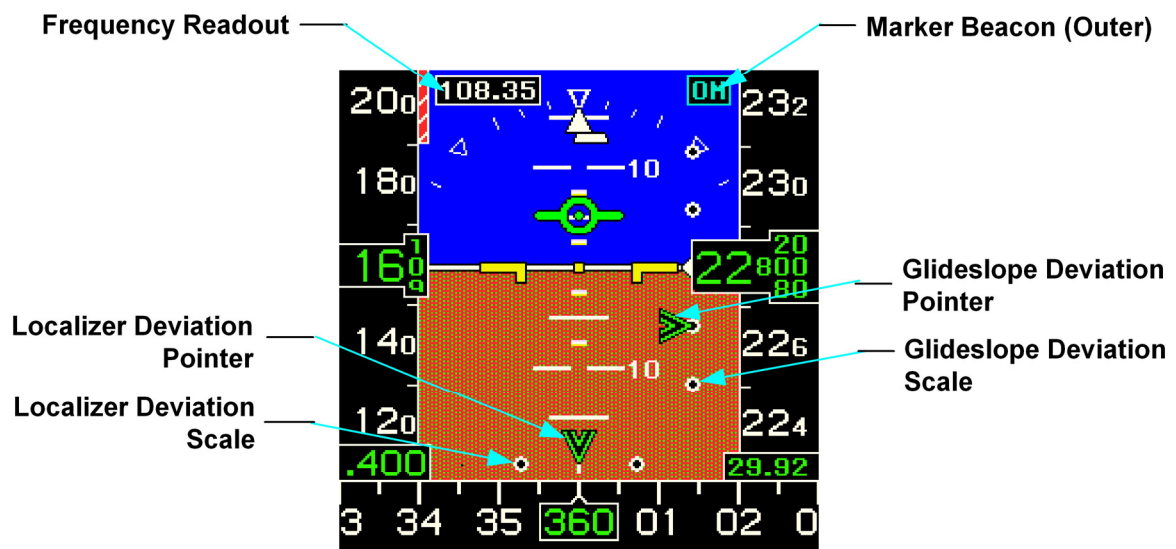 Frequency Readout
Marker Beacon (Outer)
108.35
OM
200
232
10
180
230
1
160
9
20
22800
80
Glideslope Deviation
Pointer
Localizer Deviation
Pointer
140
226
10
Glideslope Deviation
Scale
Localizer Deviation
Scale
120
224
.400
29.92
3 34 35 360 01 02 0